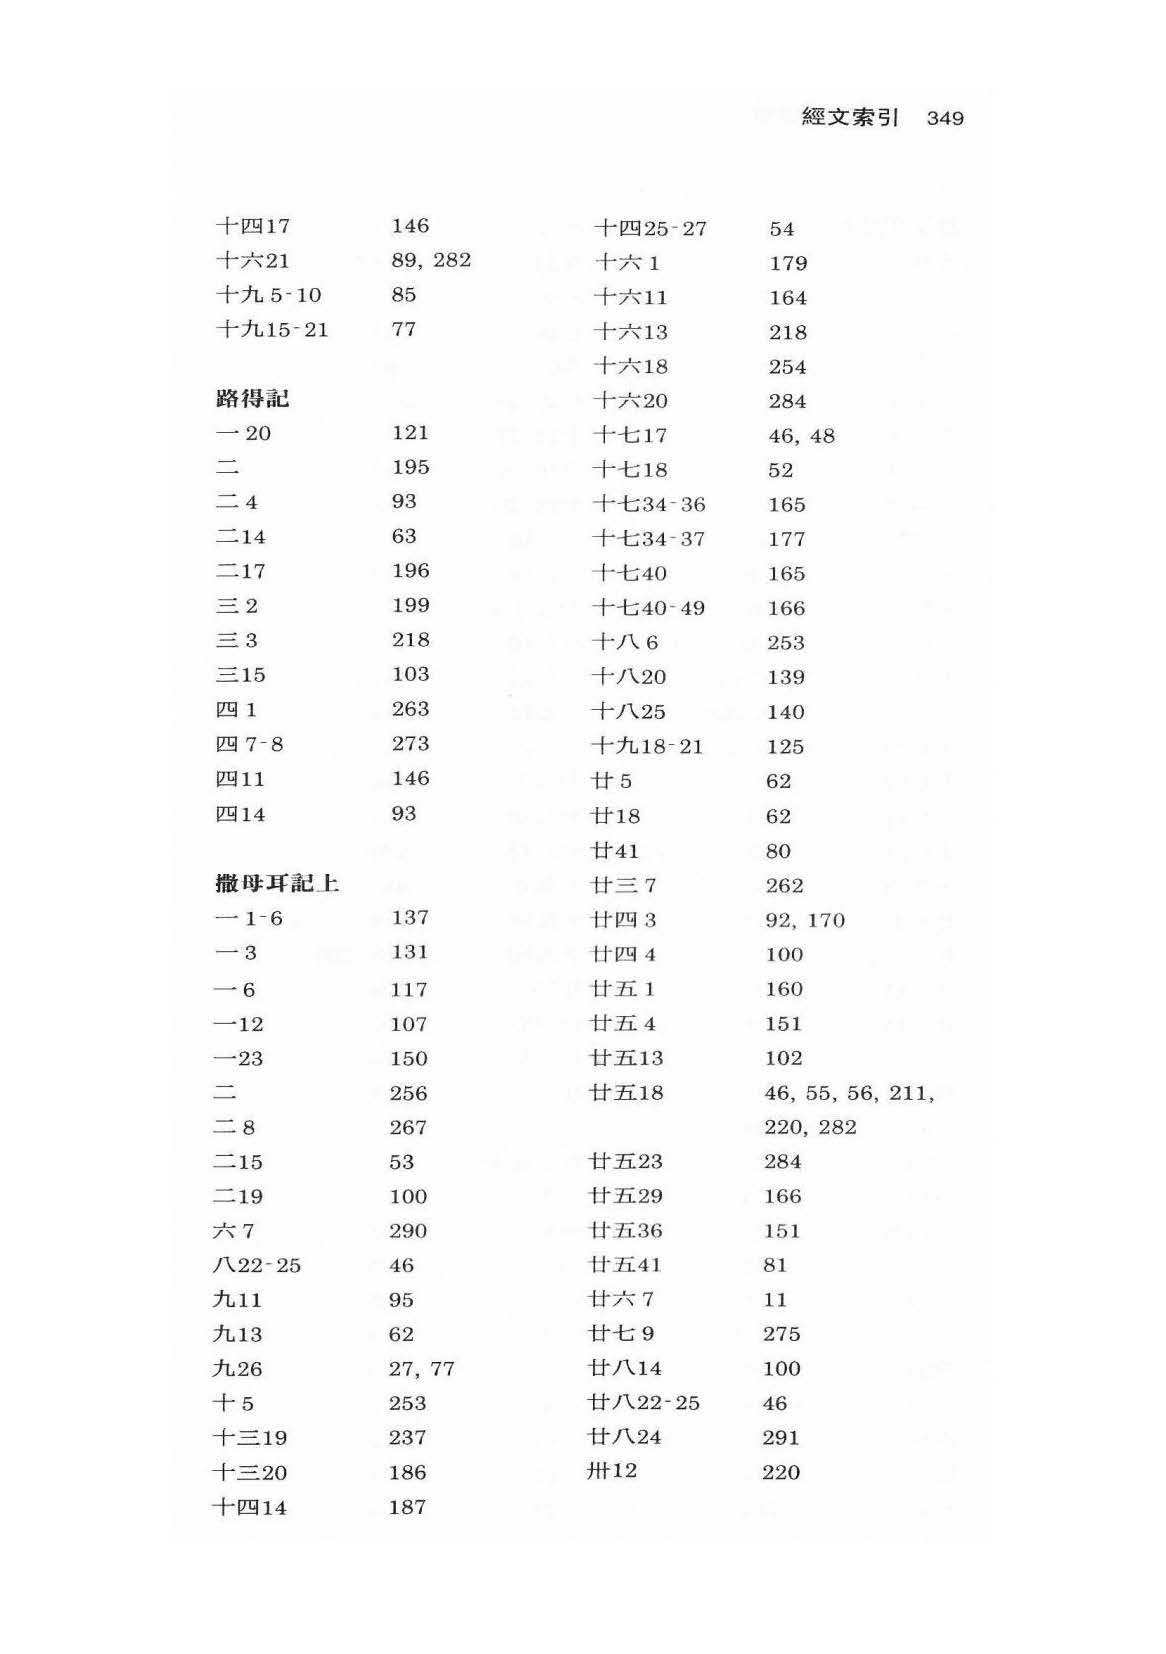 經文索引 349
十四17 146
十六21 89, 282
十九 5-10 85
十九15-21 77
路得記
一 20 121
二 195
二 4 93
二14 63
二17 196
三 2 199
三 3 218
三15 103
四 1 263
四 7-8 273
四11 146
四14 93
撒母耳記上
一 1-6 137
一 3 131
一 6 117
一12 107
一23 150
二 256
二 8 267
二15 53
二19 100
六 7 290
八22-25 46
九11 95
九13 62
九26 27, 77
十 5 253
十三19 237
十三20 186
十四14 187
十四25-27 54
十六 1 179
十六11 164
十六13 218
十六18 254
十六20 284
十七17 46, 48
十七18 52
十七34-36 165
十七34-37 177
十七40 165
十七40-49 166
十八 6 253
十八20 139
十八25 140
十九18-21 125
廿 5 62
廿18 62
廿41 80
廿三 7 262
廿四 3 92, 170
廿四 4 100
廿五 1 160
廿五 4 151
廿五13 102
廿五18 46, 55, 56, 211,
220, 282
廿五23 284
廿五29 166
廿五36 151
廿五41 81
廿六 7 11
廿七 9 275
廿八14 100
廿八22-25 46
廿八24 291
卅12 220